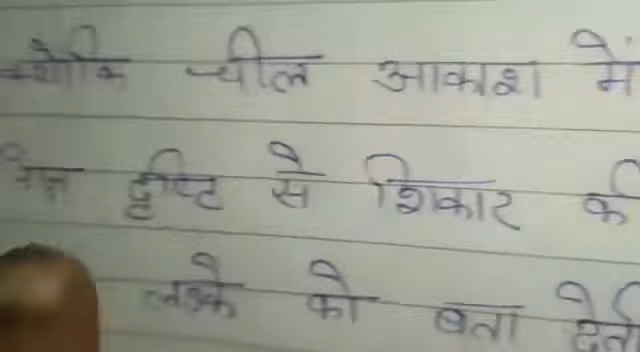 क्योंकि चील आकाश में
तेज दृष्टि से शिकार की
लड़के को बता देती